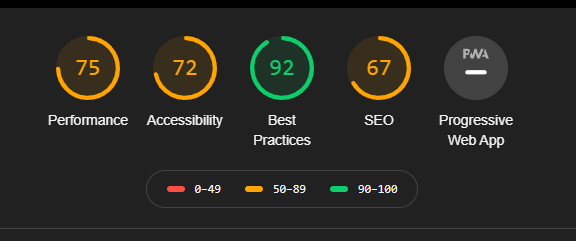 75
72
92
67
PWA
Performance
Accessibility
Best
Practices
SEO
Progressive
Web App
0–49
50–89
90–100